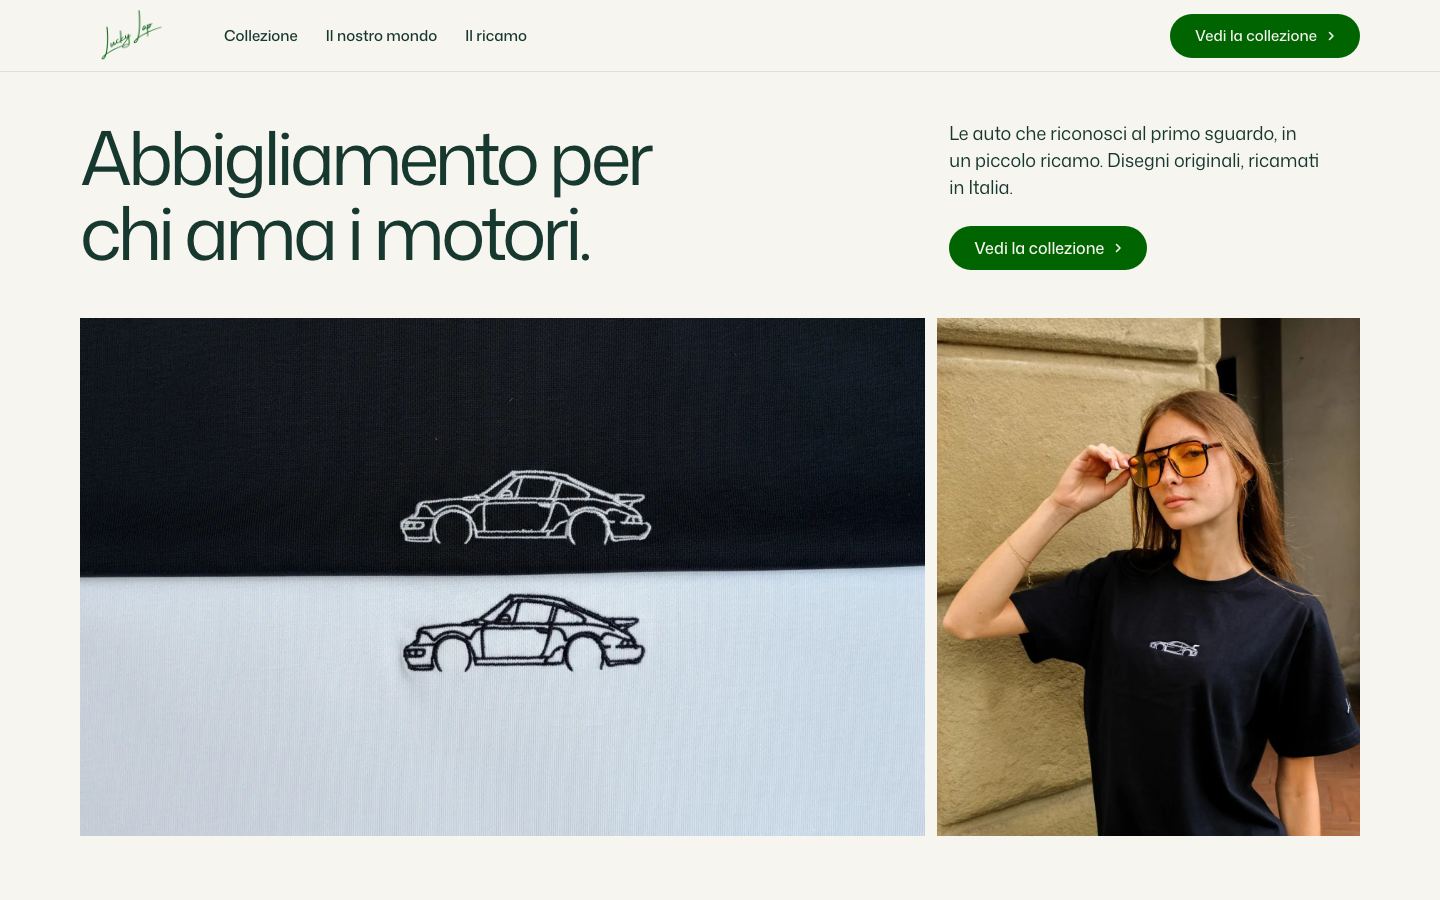 Lucky Lap
Collezione
Il nostro mondo
Il ricamo
Vedi la collezione
Abbigliamento per
chi ama i motori.
Le auto che riconosci al primo sguardo, in
un piccolo ricamo. Disegni originali, ricamati
in Italia.
Vedi la collezione